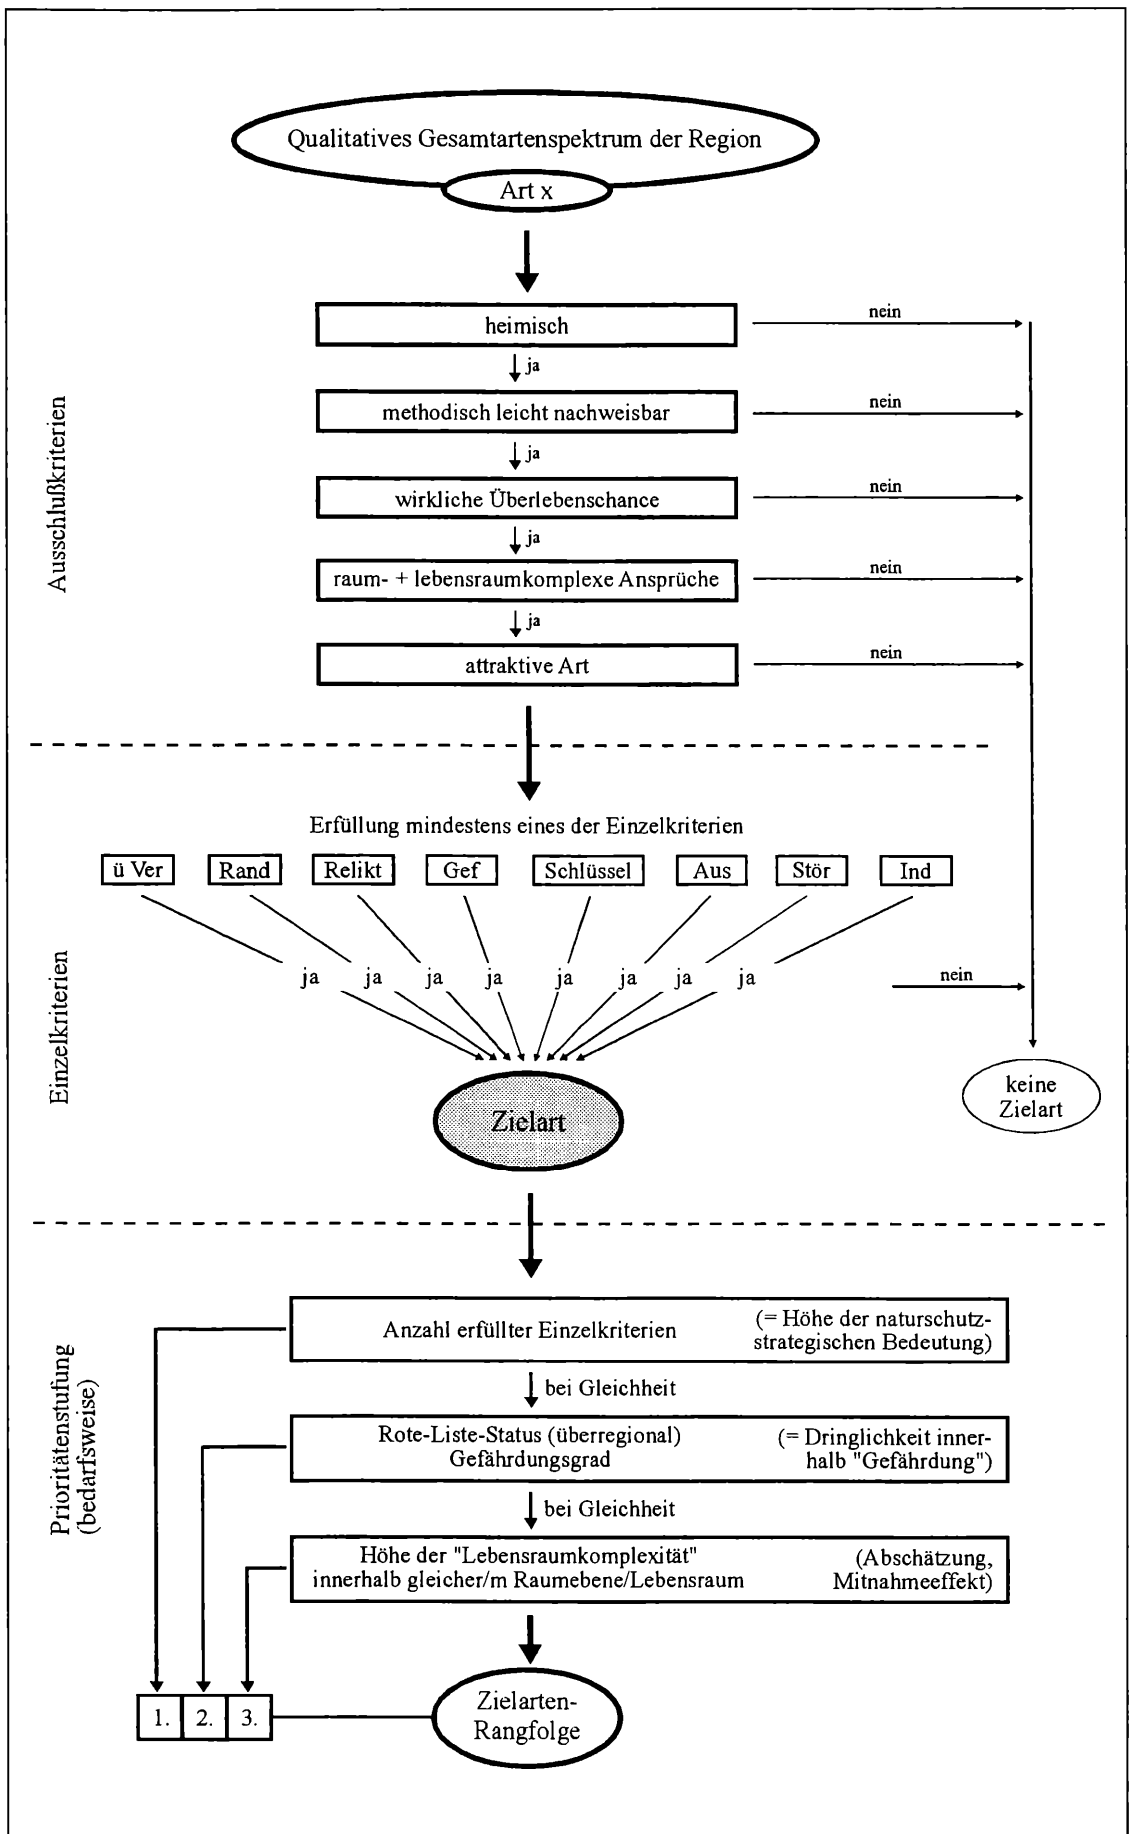 Qualitatives Gesamtartenspektrum der Region
Art x
heimisch
nein
ja
methodisch leicht nachweisbar
nein
ja
wirkliche Überlebenschance
nein
ja
raum- + lebensraumkomplexe Ansprüche
nein
ja
attraktive Art
nein
Ausschlußkriterien
Erfüllung mindestens eines der Einzelkriterien
ü Ver
Rand
Relikt
Gef
Schlüssel
Aus
Stör
Ind
ja
ja
ja
ja
ja
ja
ja
ja
nein
Einzelkriterien
Zielart
keine
Zielart
Prioritätenstufung
(bedarfsweise)
Anzahl erfüllter Einzelkriterien
(= Höhe der naturschutz-
strategischen Bedeutung)
bei Gleichheit
Rote-Liste-Status (überregional)
Gefährdungsgrad
(= Dringlichkeit inner-
halb "Gefährdung")
bei Gleichheit
Höhe der "Lebensraumkomplexität"
innerhalb gleicher/m Raumebene/Lebensraum
(Abschätzung,
Mitnahmeeffekt)
1.
2.
3.
Zielarten-
Rangfolge